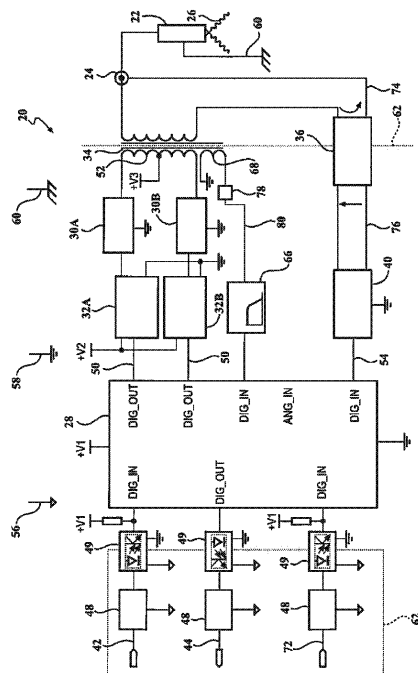 56
58
60
20
42
48
49
+V1
28
+V1
50
+V2
32A
30A
34
52
+V3
24
22
26
60
DIG_IN
DIG_OUT
44
48
49
DIG_OUT
DIG_OUT
50
32B
30B
68
78
80
66
DIG_IN
ANG_IN
72
48
49
+V1
DIG_IN
DIG_IN
54
40
76
36
74
62
62